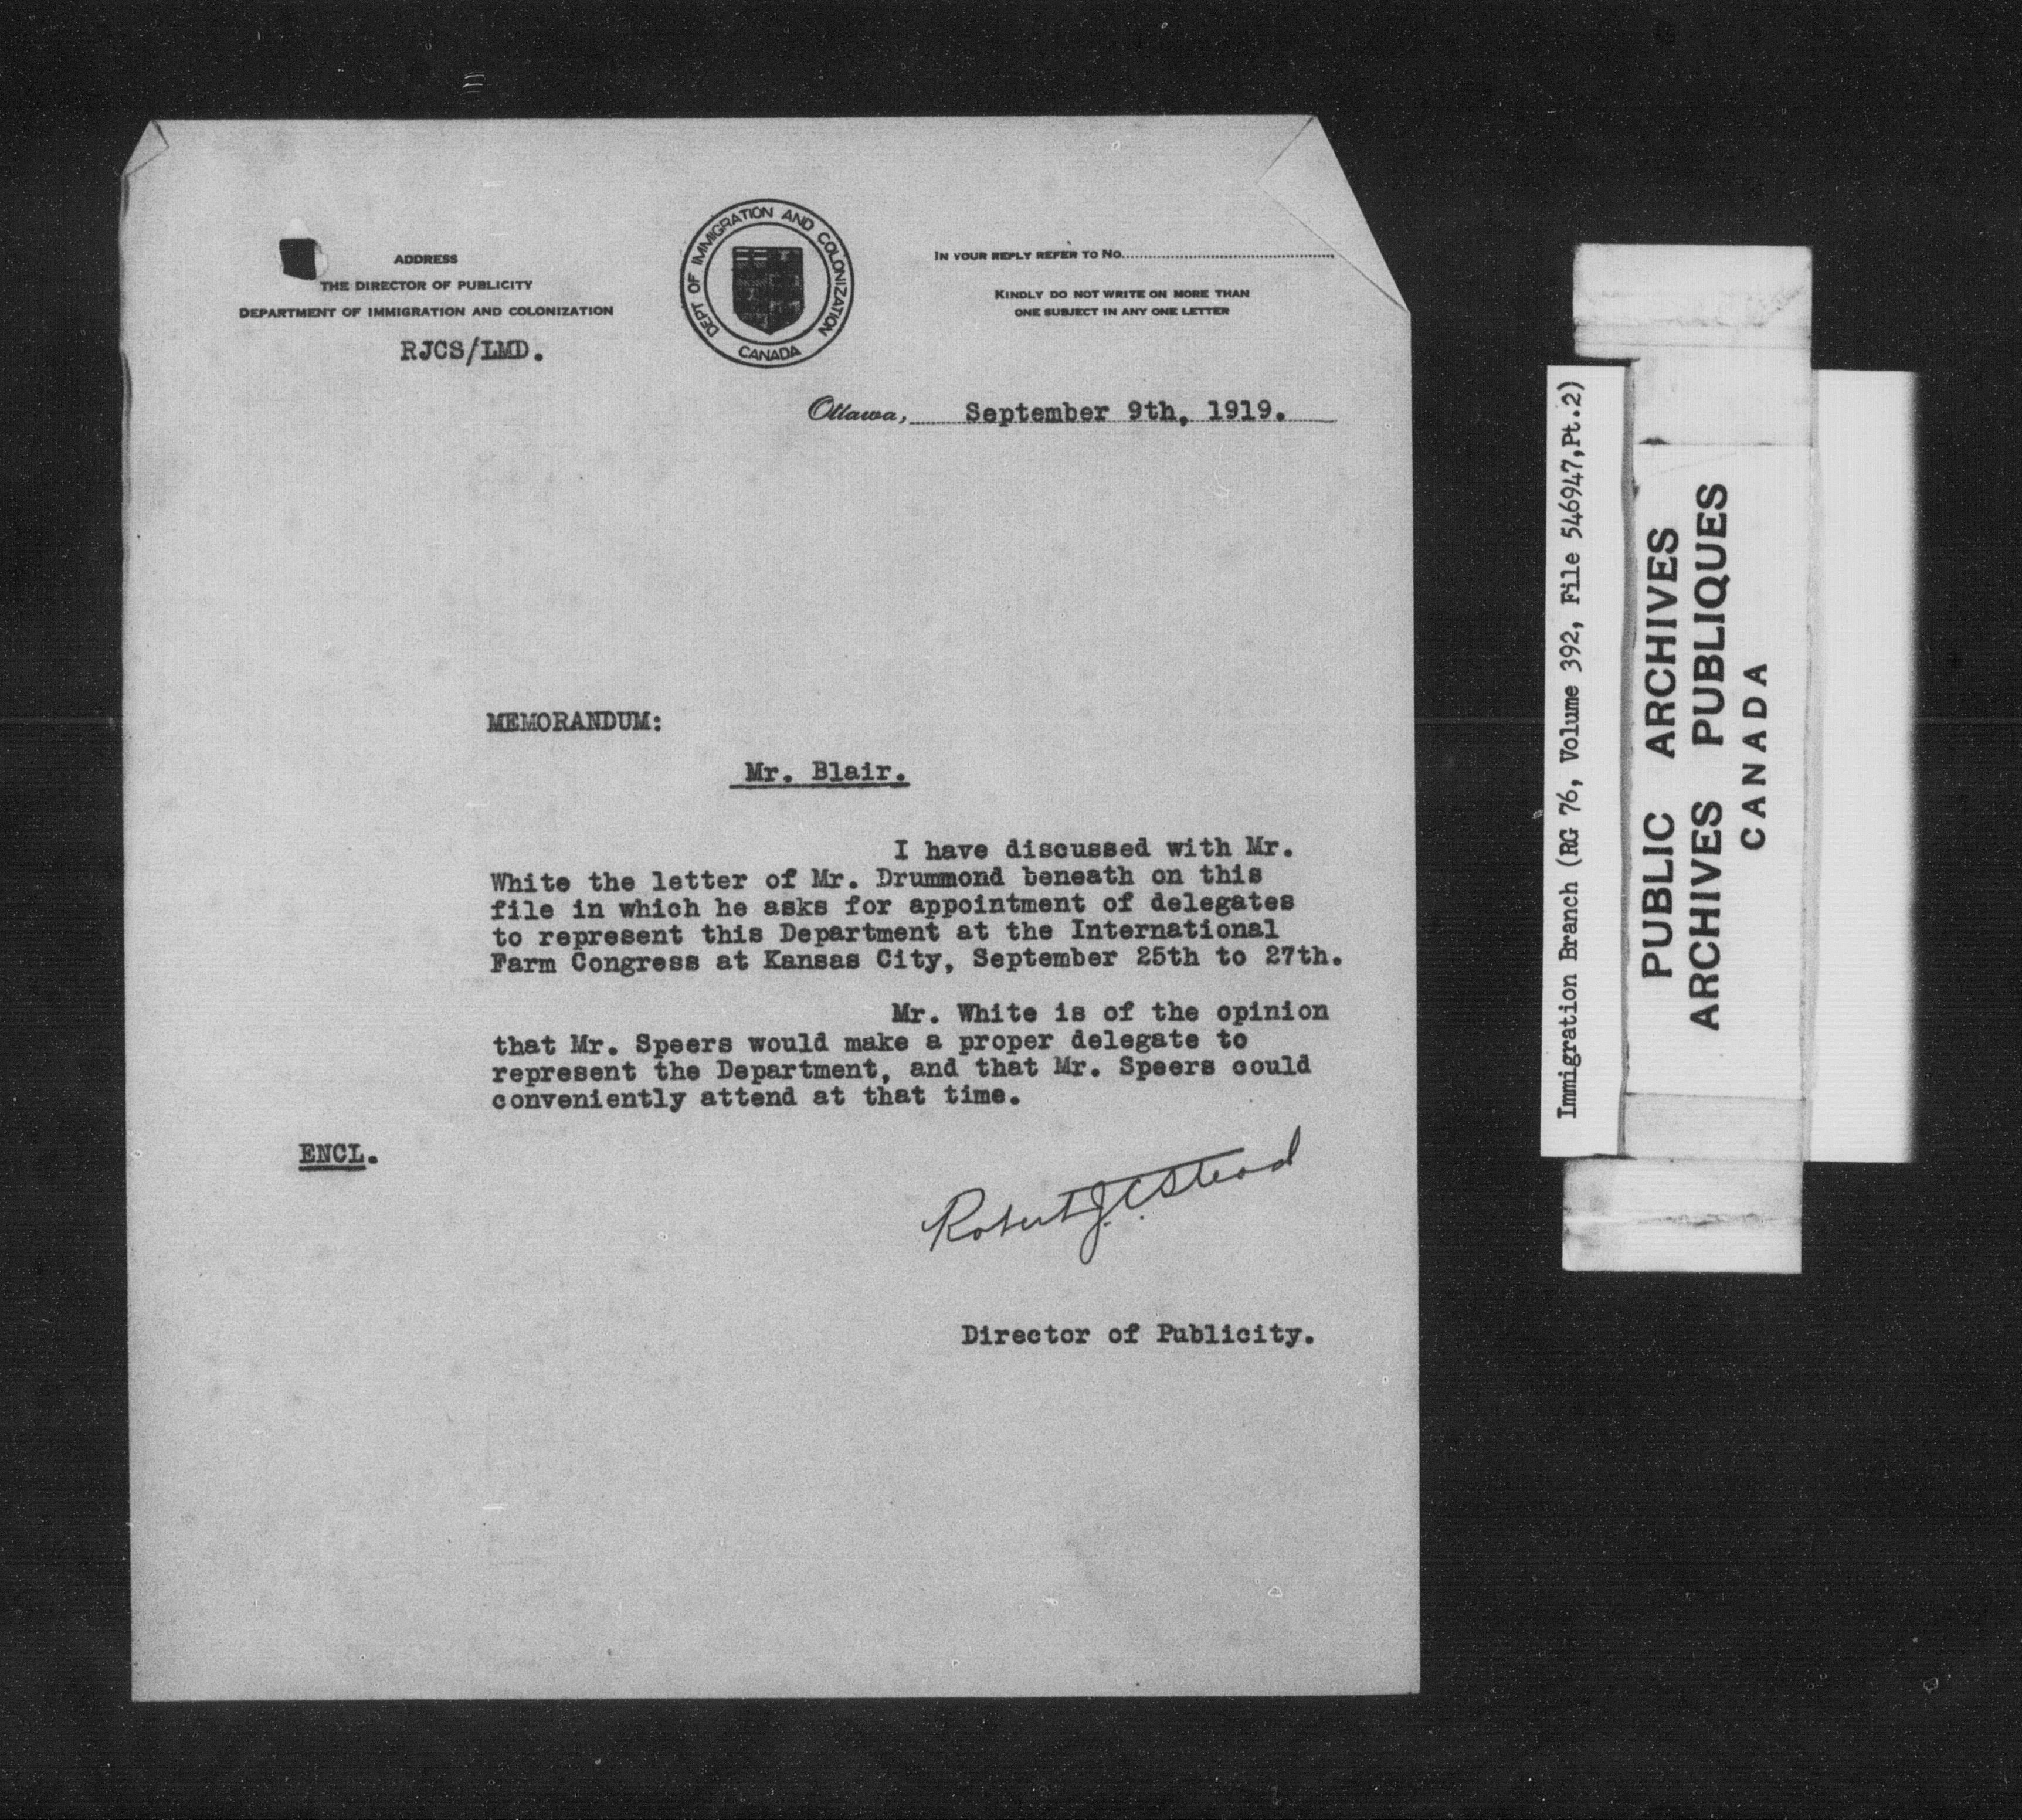 ADDRESS
THE DIRECTOR OF PUBLICITY
DEPARTMENT OF IMMIGRATION AND COLONIZATION
RJCS/LMD.
DEPT OF IMMIGRATION AND COLONIZATION
CANADA
IN YOUR REPLY REFER TO No.
KINDLY DO NOT WRITE ON MORE THAN
ONE SUBJECT IN ANY ONE LETTER
Ottawa, September 9th, 1919.
MEMORANDUM:
Mr. Blair.
I have discussed with Mr.
White the letter of Mr. Drummond beneath on this
file in which he asks for appointment of delegates
to represent this Department at the International
Farm Congress at Kansas City, September 25th to 27th.
Mr. White is of the opinion
that Mr. Speers would make a proper delegate to
represent the Department, and that Mr. Speers could
conveniently attend at that time.
ENCL.
Robert J.C. Stead
Director of Publicity.
Immigration Branch (RG 76, Volume 392, File 546947,Pt.2)
PUBLIC ARCHIVES
ARCHIVES PUBLIQUES
CANADA